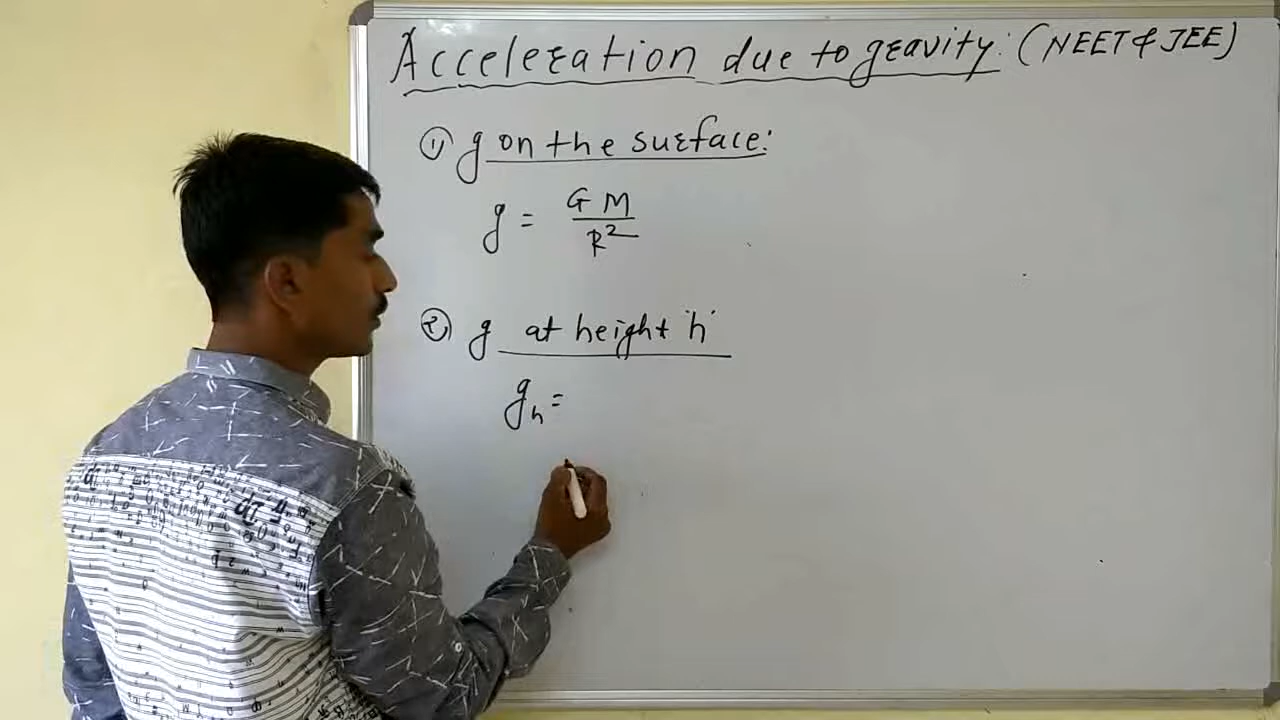 Acceleration due to gravity: (NEET & JEE)
① g on the surface:
g = GM/R²
② g at height 'h'
gₕ =